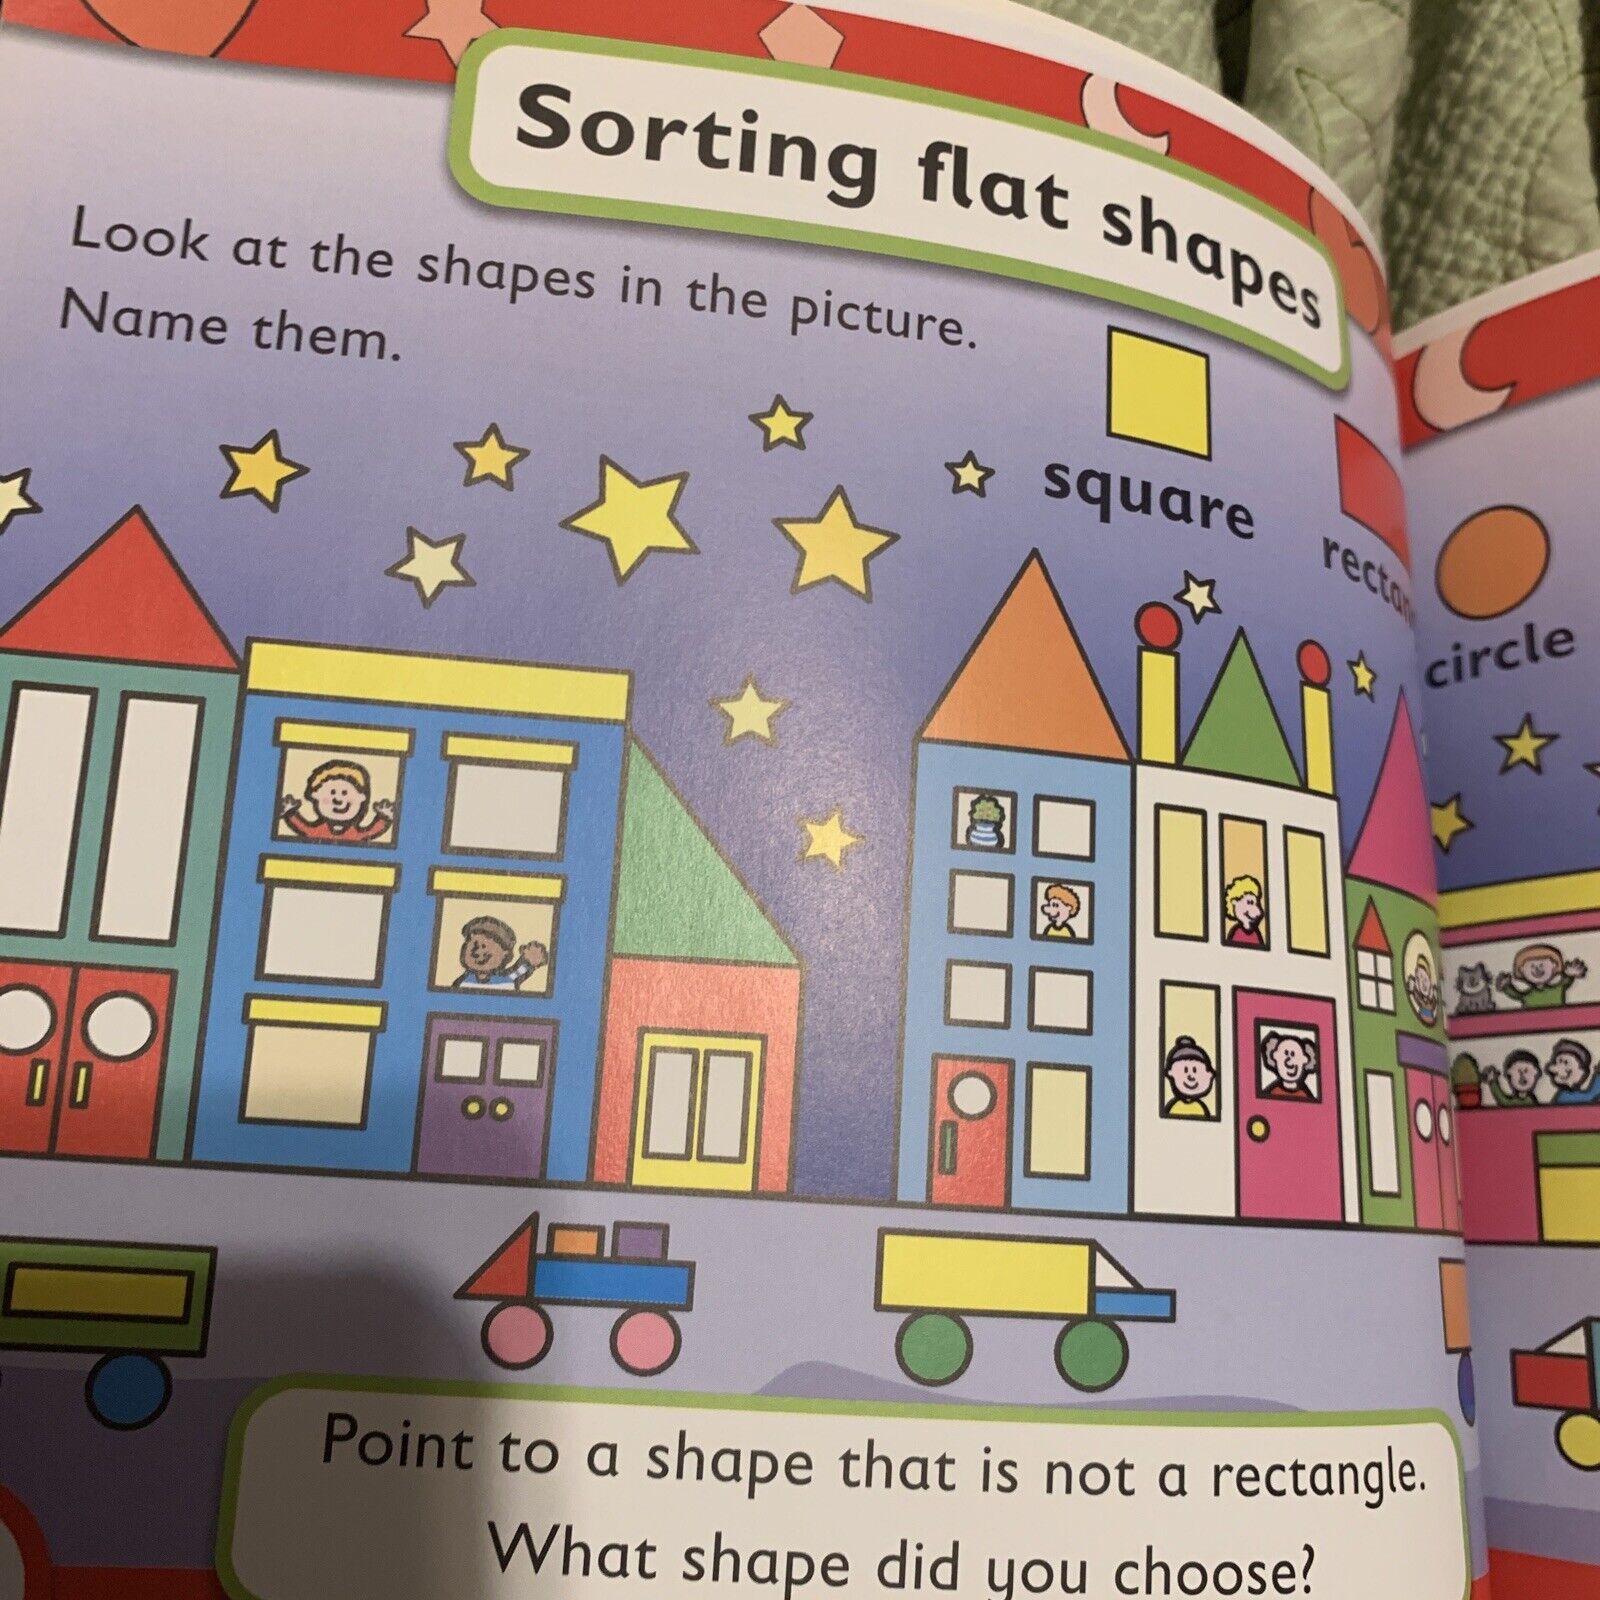 Sorting flat shapes
Look at the shapes in the picture.
Name them.
square
circle
Point to a shape that is not a rectangle.
What shape did you choose?